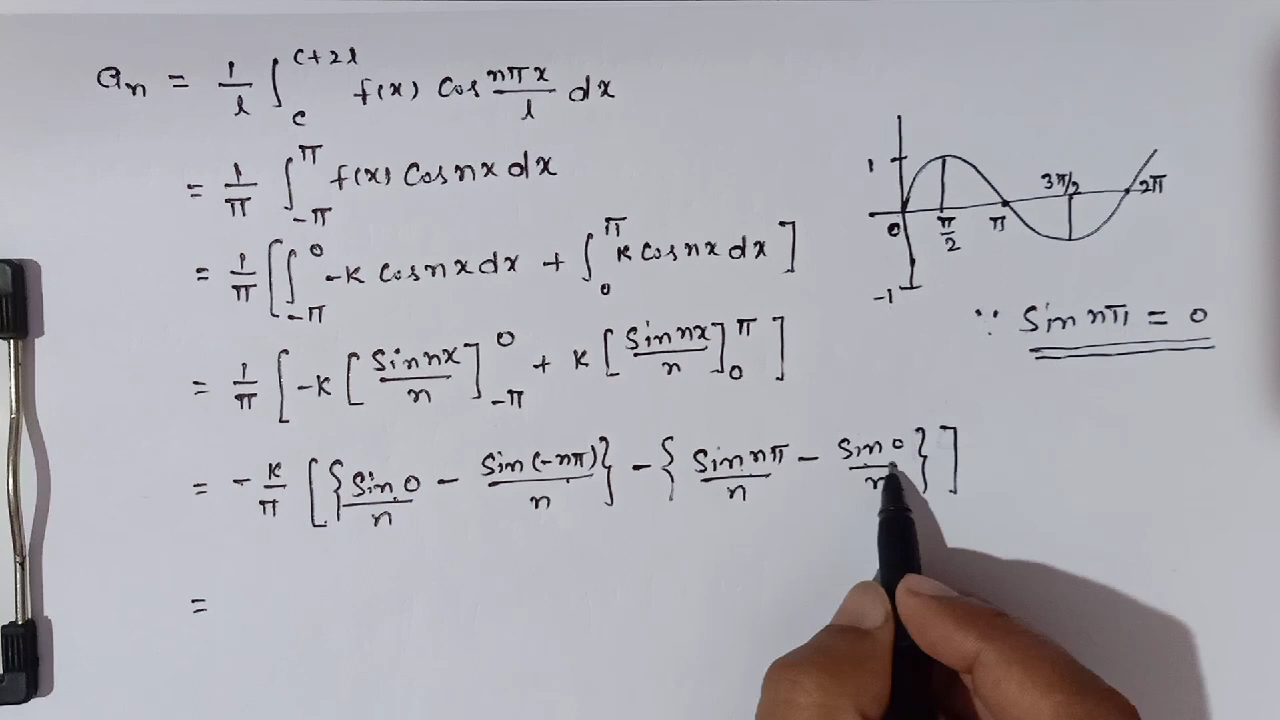 aₙ = 1/l ∫_c^{c+2l} f(x) cos nπx/l dx
= 1/π ∫_{-π}^{π} f(x) cos nx dx
= 1/π [∫_{-π}^{0} -k cos nx dx + ∫_0^π k cos nx dx]
= 1/π [-k [sin nx/n]_{-π}^{0} + k [sin nx/n]_0^π]
= -k/π [{sin 0/n - sin(-nπ)/n} - {sin nπ/n - sin 0/n}]
=
1
0
π/2
π
3π/2
2π
-1
∵ sin nπ = 0